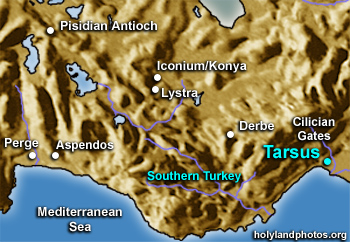 Pisidian Antioch
Iconium/Konya
Lystra
Cilician
Gates
Derbe
Perge
Aspendos
Tarsus
Southern Turkey
Mediterranean
Sea
holylandphotos.org